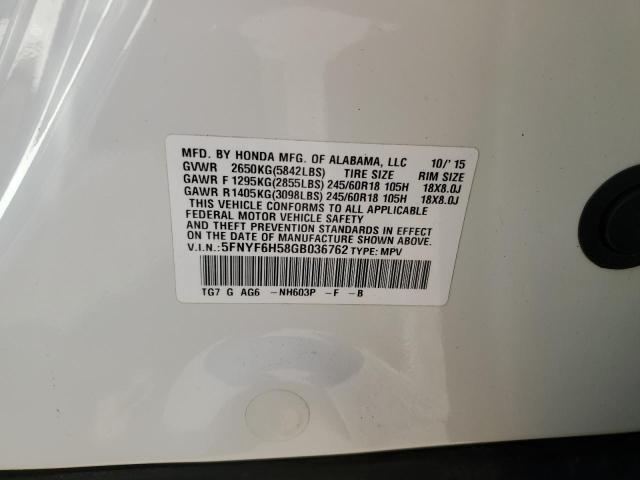 MFD. BY HONDA MFG. OF ALABAMA, LLC 10/'15
GVWR 2650KG(5842LBS) TIRE SIZE RIM SIZE
GAWR F 1295KG(2855LBS) 245/60R18 105H 18X8.0J
GAWR R1405KG(3098LBS) 245/60R18 105H 18X8.0J
THIS VEHICLE CONFORMS TO ALL APPLICABLE
FEDERAL MOTOR VEHICLE SAFETY
AND THEFT PREVENTION STANDARDS IN EFFECT
ON THE DATE OF MANUFACTURE SHOWN ABOVE.
V.I.N.:5FNYF6H58GB036762 TYPE: MPV
TG7 G AG6 -NH603P -F -B